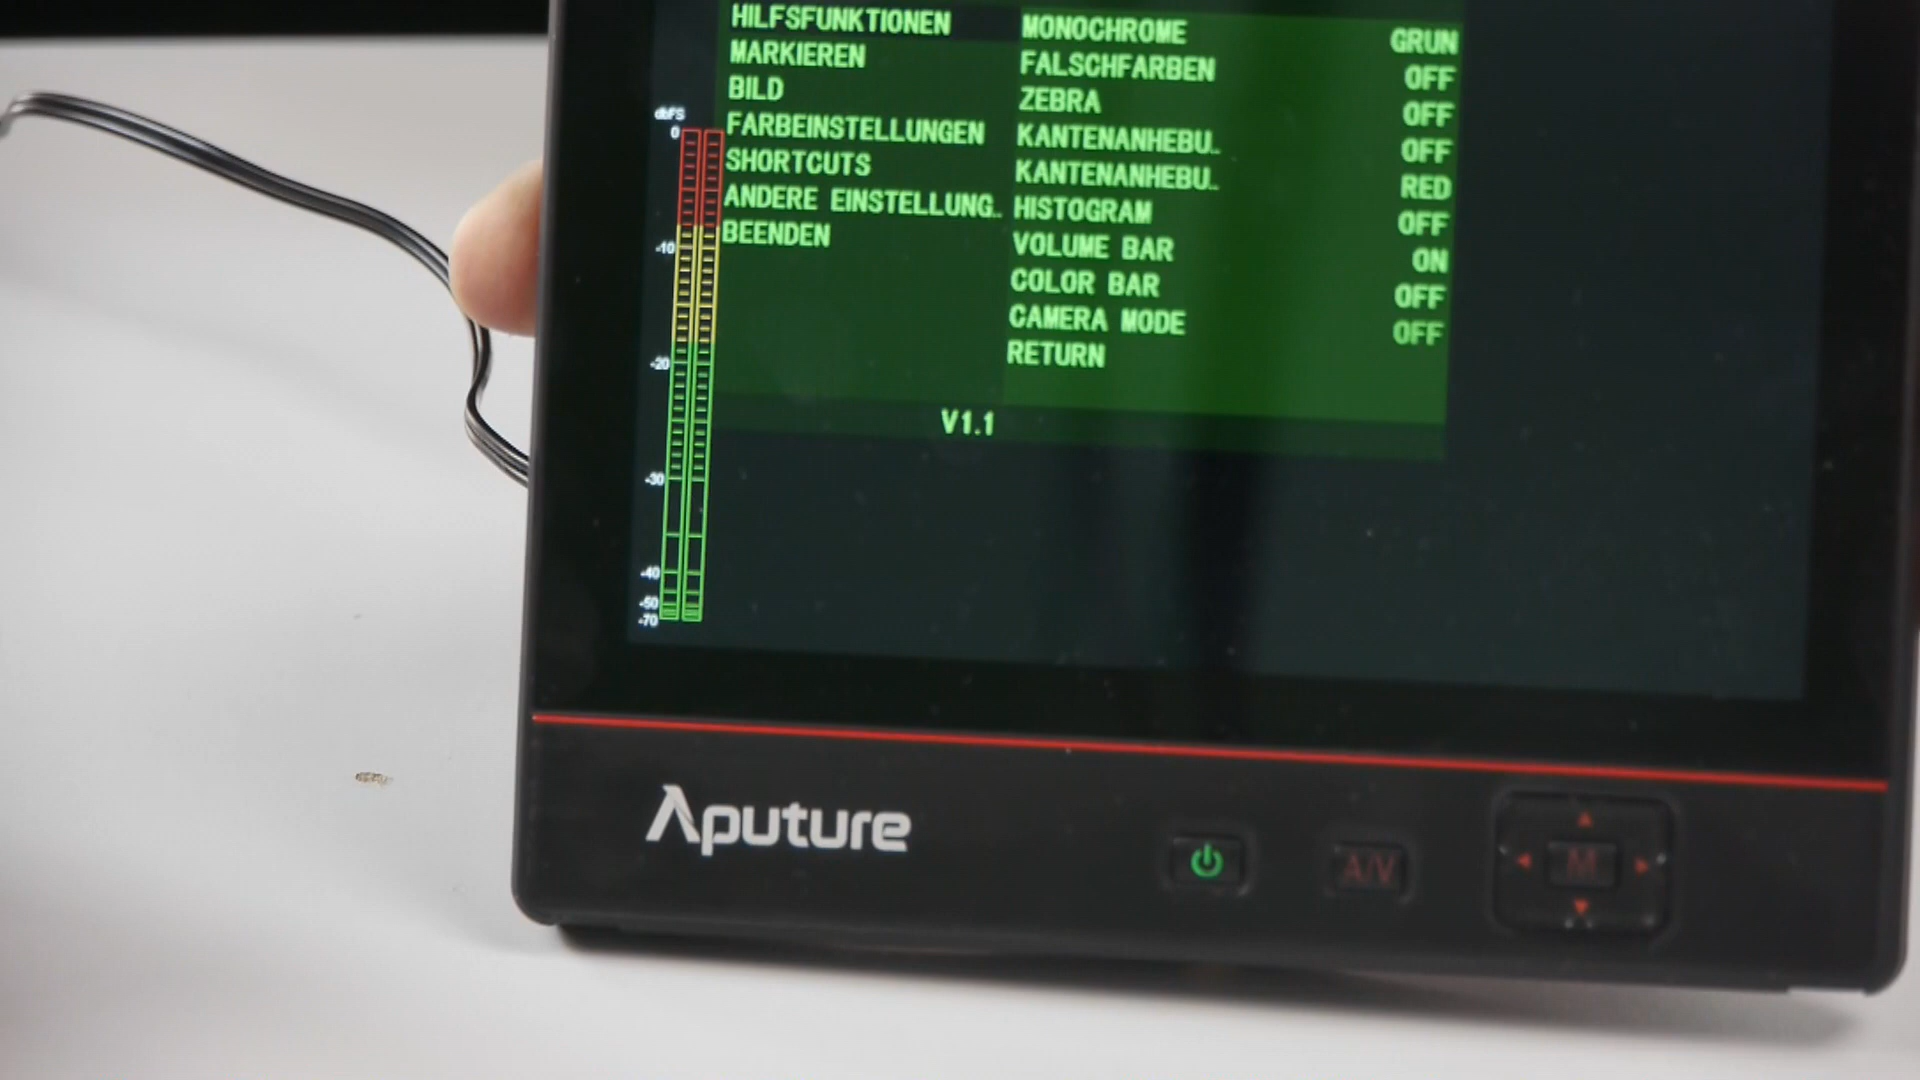 HILFSFUNKTIONEN
MARKIEREN
BILD
FARBEINSTELLUNGEN
SHORTCUTS
ANDERE EINSTELLUNG..
BEENDEN
MONOCHROME GRUN
FALSCHFARBEN OFF
ZEBRA OFF
KANTENANHEBU.. OFF
KANTENANHEBU.. RED
HISTOGRAM OFF
VOLUME BAR ON
COLOR BAR OFF
CAMERA MODE OFF
RETURN
V1.1
dbFS
0
-10
-20
-30
-40
-50
-70
Aputure
A/V
M